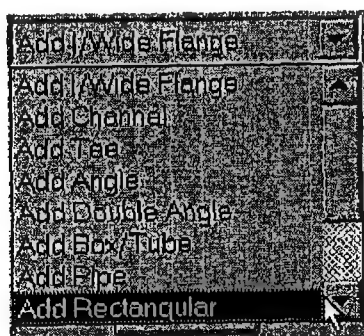 Add I/Wide Flange
Add I/Wide Flange
Add Channel
Add Tee
Add Angle
Add Double Angle
Add Box/Tube
Add Pipe
Add Rectangular